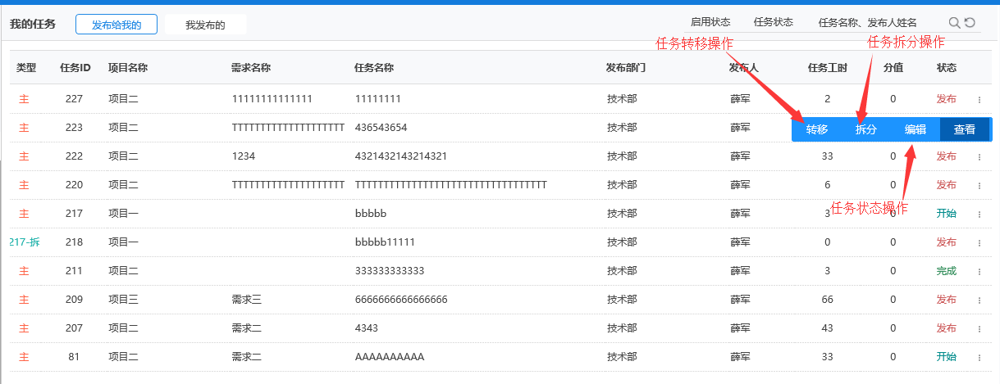 我的任务 发布给我的 我发布的 启用状态 任务状态 任务名称、发布人姓名
任务转移操作 任务拆分操作
类型 任务ID 项目名称 需求名称 任务名称 发布部门 发布人 任务工时 分值 状态
主 227 项目二 11111111111111 11111111 技术部 薛军 2 0 发布
主 223 项目二 TTTTTTTTTTTTTTTTTTTT 436543654 技术部 薛军 转移 拆分 编辑 查看
主 222 项目二 1234 4321432143214321 技术部 薛军 33 0 发布
主 220 项目二 TTTTTTTTTTTTTTTTTTTT TTTTTTTTTTTTTTTTTTTTTTTTTTTTTTTTTT 技术部 薛军 6 0 发布
任务状态操作
主 217 项目一 bbbbb 技术部 薛军 3 0 开始
217-拆 218 项目一 bbbbb11111 技术部 薛军 0 0 发布
主 211 项目二 333333333333 技术部 薛军 3 0 完成
主 209 项目三 需求三 6666666666666666 技术部 薛军 66 0 发布
主 207 项目二 需求二 4343 技术部 薛军 43 0 发布
主 81 项目二 需求二 AAAAAAAAAA 技术部 薛军 33 0 开始